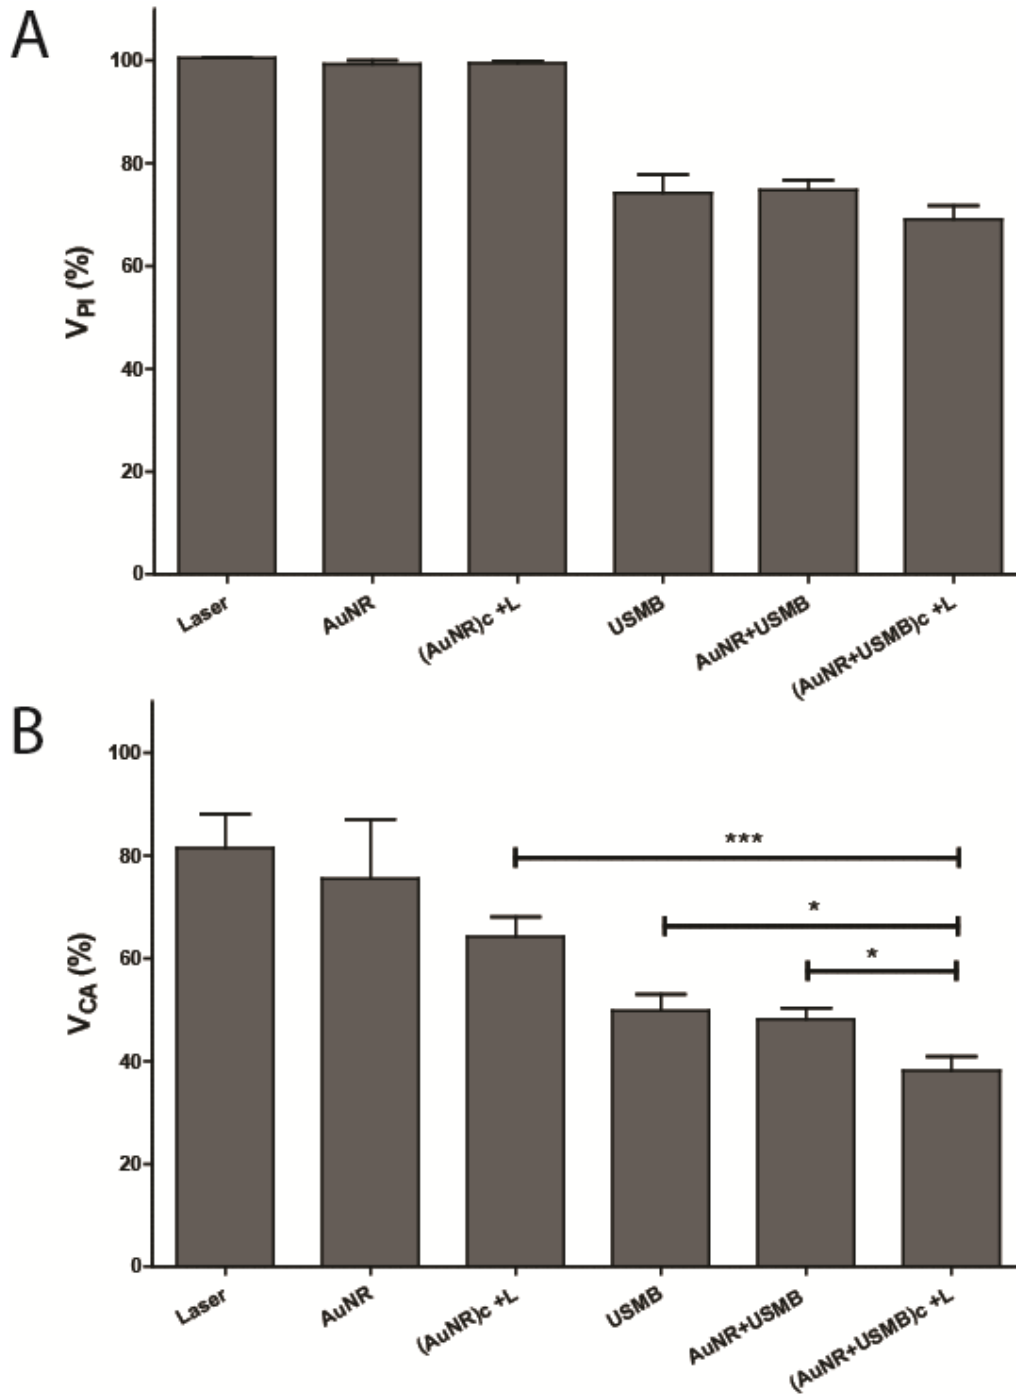 A
100
80
60
40
20
0
V_PI (%)
Laser
AuNR
(AuNR)c +L
USMB
AuNR+USMB
(AuNR+USMB)c +L
B
100
80
60
40
20
0
V_CA (%)
***
*
*
Laser
AuNR
(AuNR)c +L
USMB
AuNR+USMB
(AuNR+USMB)c +L